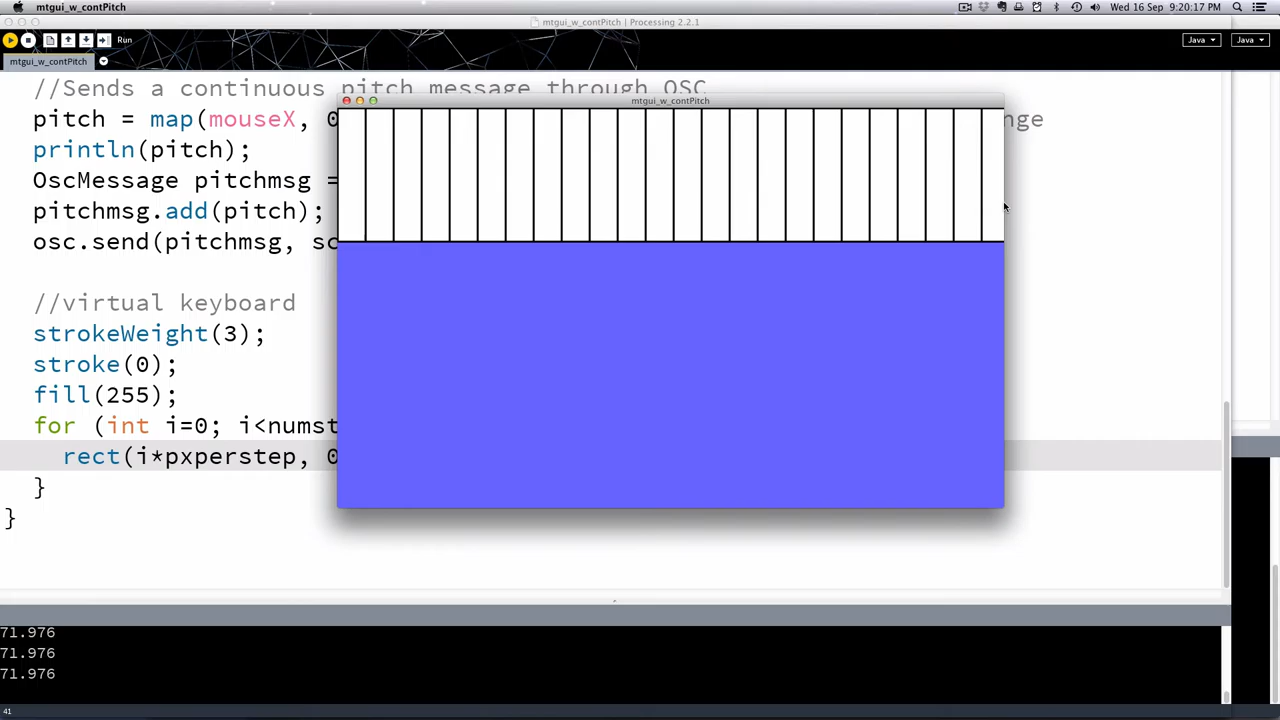 mtgui_w_contPitch
Wed 16 Sep 9:20:17 PM
mtgui_w_contPitch | Processing 2.2.1
Run
Java
Java
mtgui_w_contPitch
//Sends a continuous pitch message through OSC
mtgui_w_contPitch
pitch = map(mouseX, 0
nge
println(pitch);
OscMessage pitchmsg =
pitchmsg.add(pitch);
osc.send(pitchmsg, sc
//virtual keyboard
strokeWeight(3);
stroke(0);
fill(255);
for (int i=0; i<numst
rect(i*pxperstep, 0
}
}
71.976
71.976
71.976
41